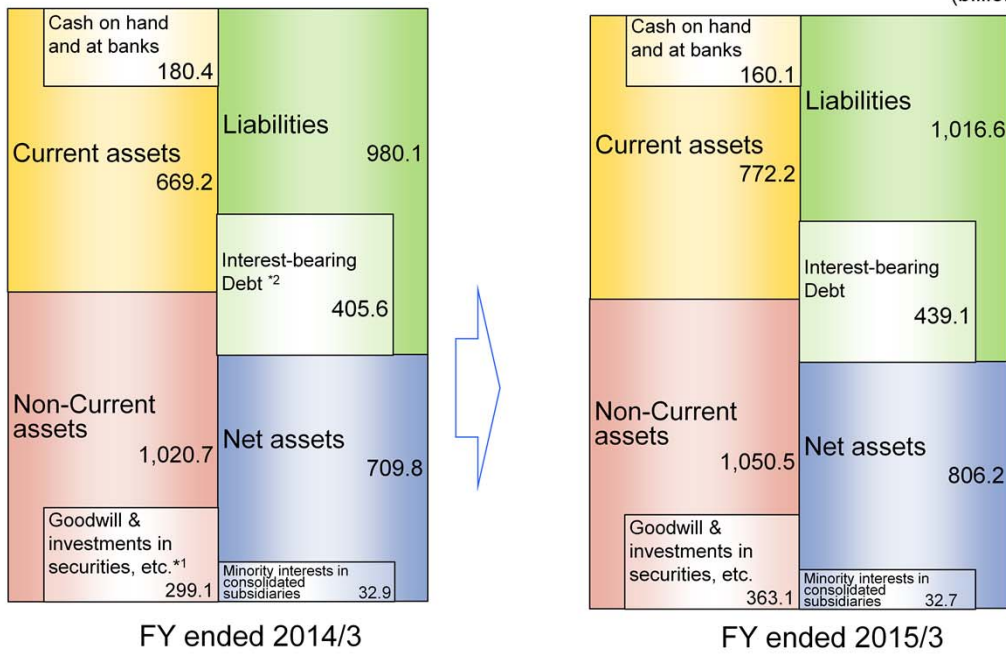 (billio
Cash on hand
and at banks
180.4
Current assets
669.2
Non-Current
assets
1,020.7
Goodwill &
investments in
securities, etc.*1
299.1
Liabilities
980.1
Interest-bearing
Debt *2
405.6
Net assets
709.8
Minority interests in
consolidated
subsidiaries 32.9
FY ended 2014/3
Cash on hand
and at banks
160.1
Current assets
772.2
Non-Current
assets
1,050.5
Goodwill &
investments in
securities, etc.
363.1
Liabilities
1,016.6
Interest-bearing
Debt
439.1
Net assets
806.2
Minority interests in
consolidated
subsidiaries 32.7
FY ended 2015/3